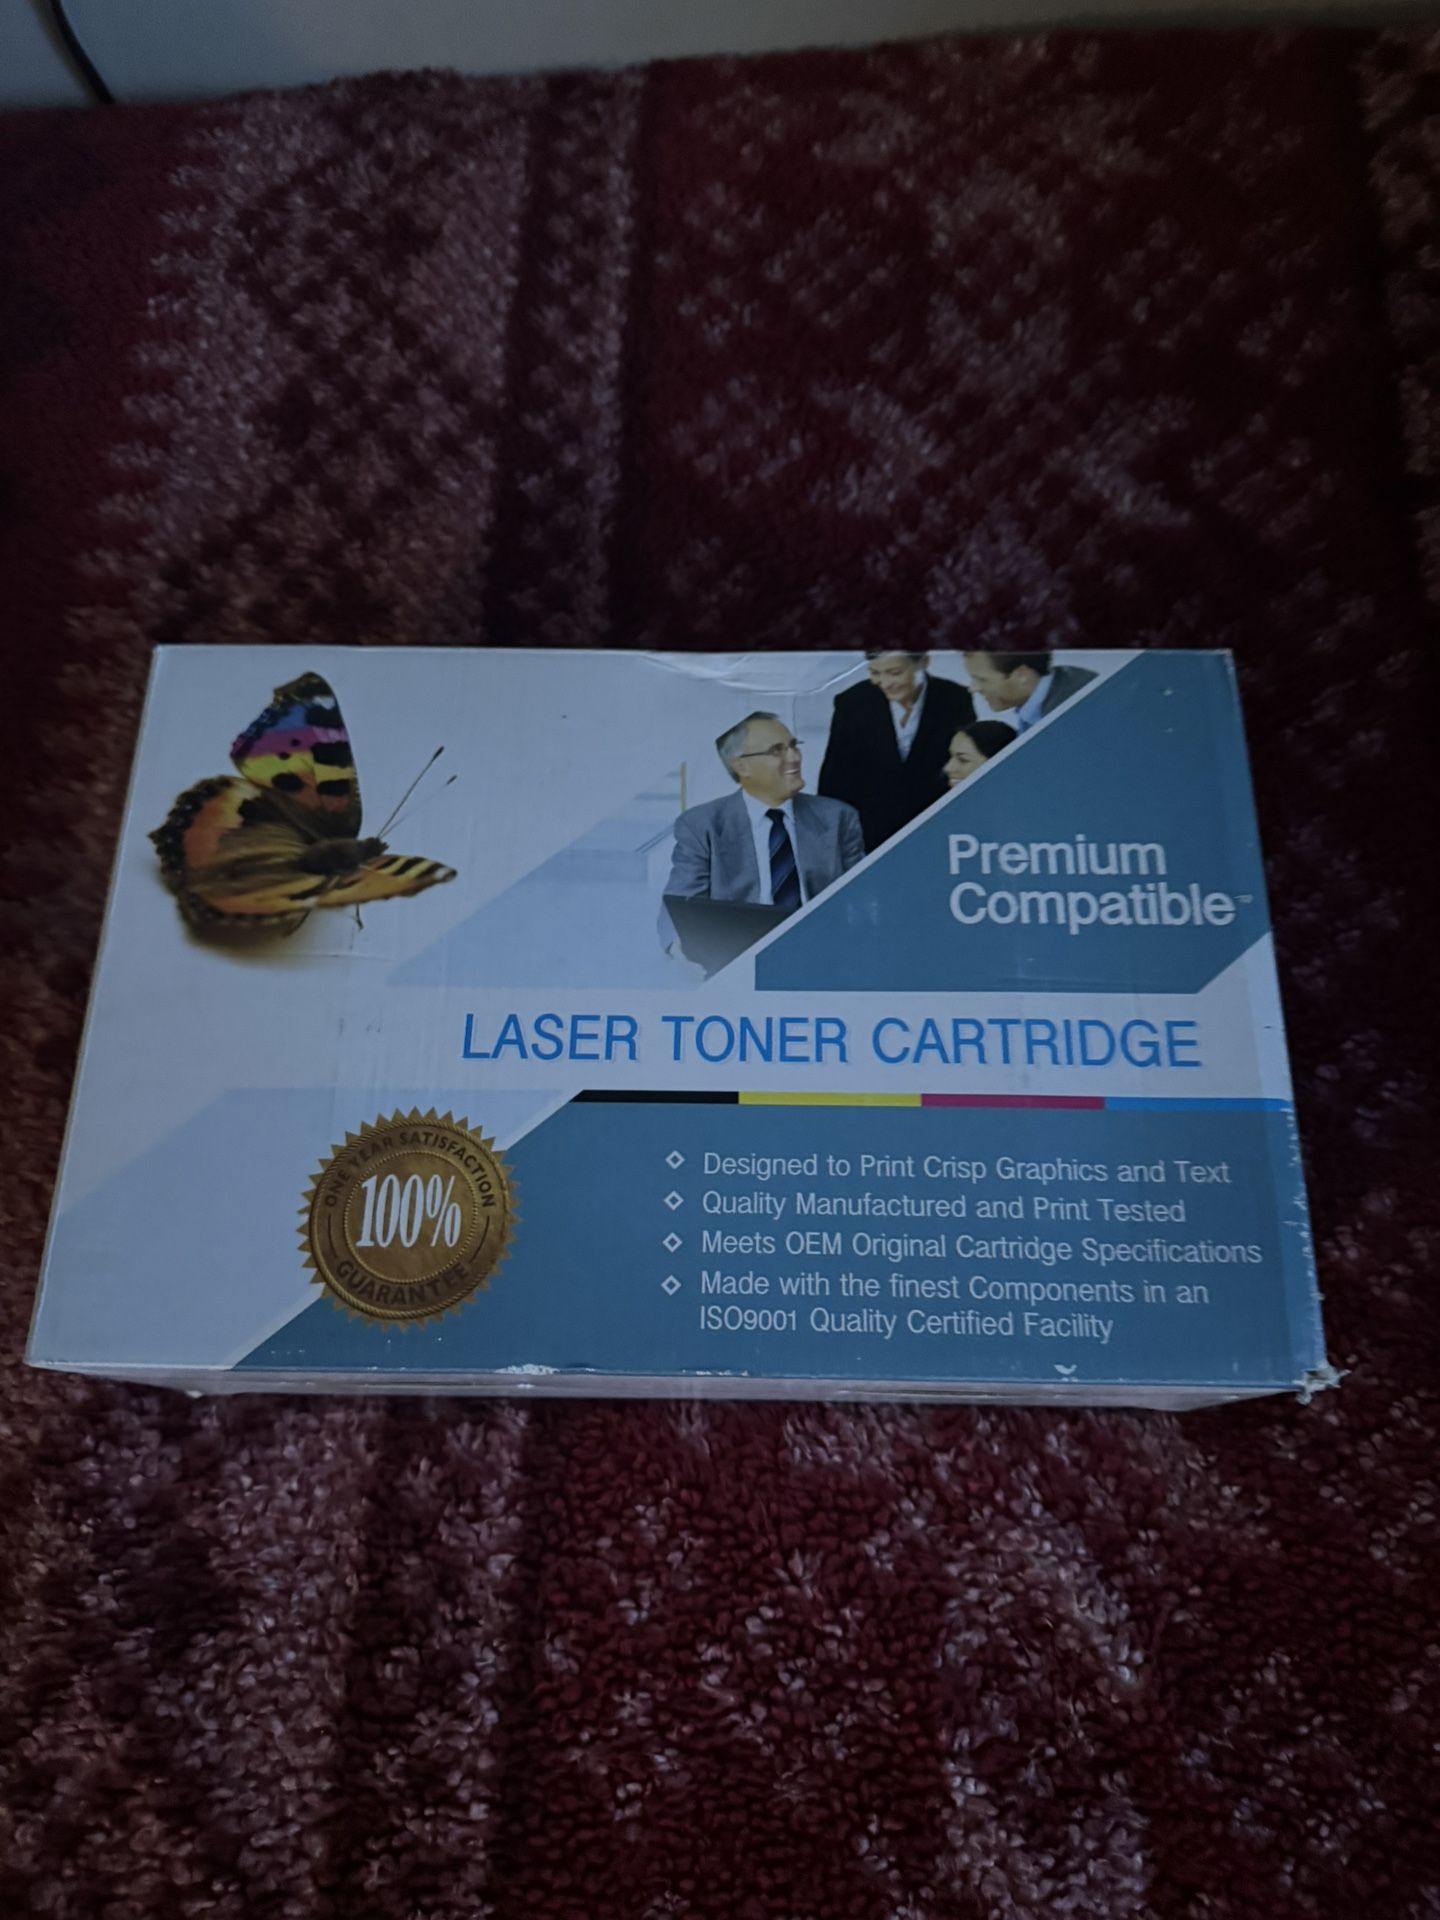 Premium
Compatible™
LASER TONER CARTRIDGE
ONE YEAR SATISFACTION
100%
GUARANTEE
Designed to Print Crisp Graphics and Text
Quality Manufactured and Print Tested
Meets OEM Original Cartridge Specifications
Made with the finest Components in an
ISO9001 Quality Certified Facility